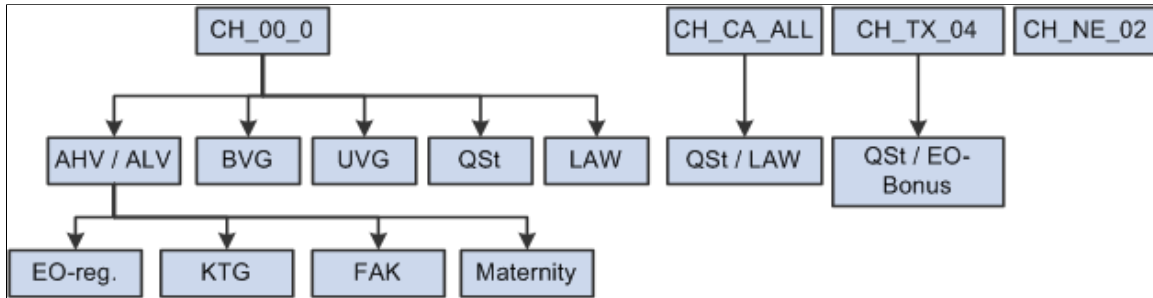 CH_00_0
CH_CA_ALL
CH_TX_04
CH_NE_02
AHV / ALV
BVG
UVG
QSt
LAW
QSt / LAW
QSt / EO-
Bonus
EO-reg.
KTG
FAK
Maternity